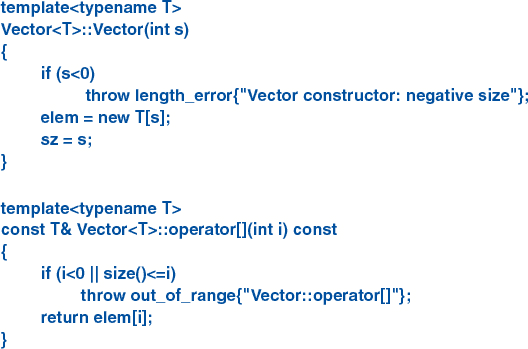 template<typename T>
Vector<T>::Vector(int s)
{
if (s<0)
throw length_error{"Vector constructor: negative size"};
elem = new T[s];
sz = s;
}
template<typename T>
const T& Vector<T>::operator[](int i) const
{
if (i<0 || size()<=i)
throw out_of_range{"Vector::operator[]"};
return elem[i];
}